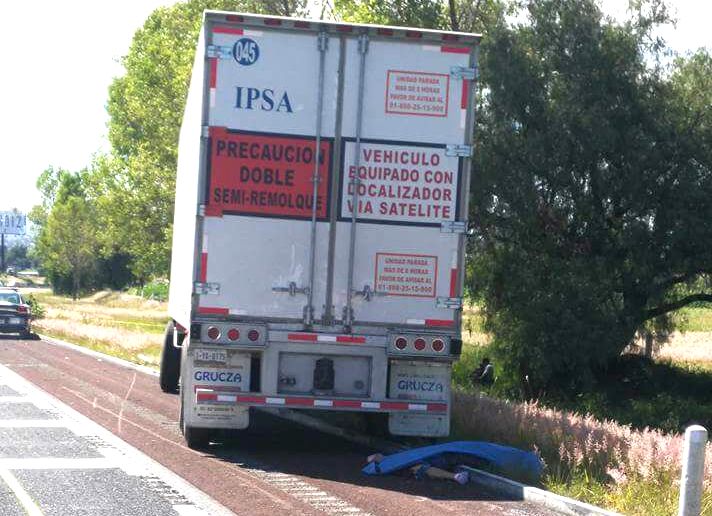 045
IPSA
UNIDAD PARADA
MAS DE 2 HORAS
FAVOR DE AVISAR AL
01-800-25-13-900
PRECAUCION
DOBLE
SEMI-REMOLQUE
VEHICULO
EQUIPADO CON
LOCALIZADOR
VIA SATELITE
UNIDAD PARADA
MAS DE 2 HORAS
FAVOR DE AVISAR AL
01-800-25-13-900
GRUCZA
GRUCZA